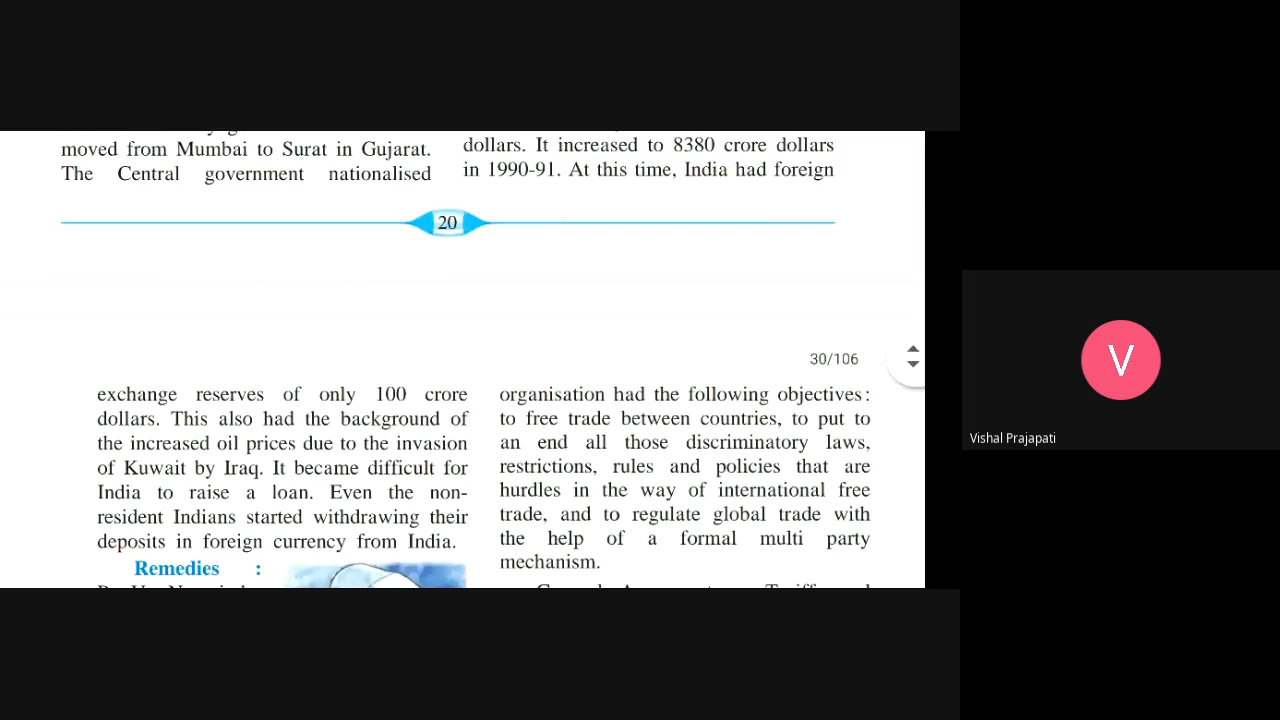 moved from Mumbai to Surat in Gujarat.
The Central government nationalised
dollars. It increased to 8380 crore dollars
in 1990-91. At this time, India had foreign
20
30/106
exchange reserves of only 100 crore
dollars. This also had the background of
the increased oil prices due to the invasion
of Kuwait by Iraq. It became difficult for
India to raise a loan. Even the non-
resident Indians started withdrawing their
deposits in foreign currency from India.
Remedies :
organisation had the following objectives :
to free trade between countries, to put to
an end all those discriminatory laws,
restrictions, rules and policies that are
hurdles in the way of international free
trade, and to regulate global trade with
the help of a formal multi party
mechanism.
V
Vishal Prajapati